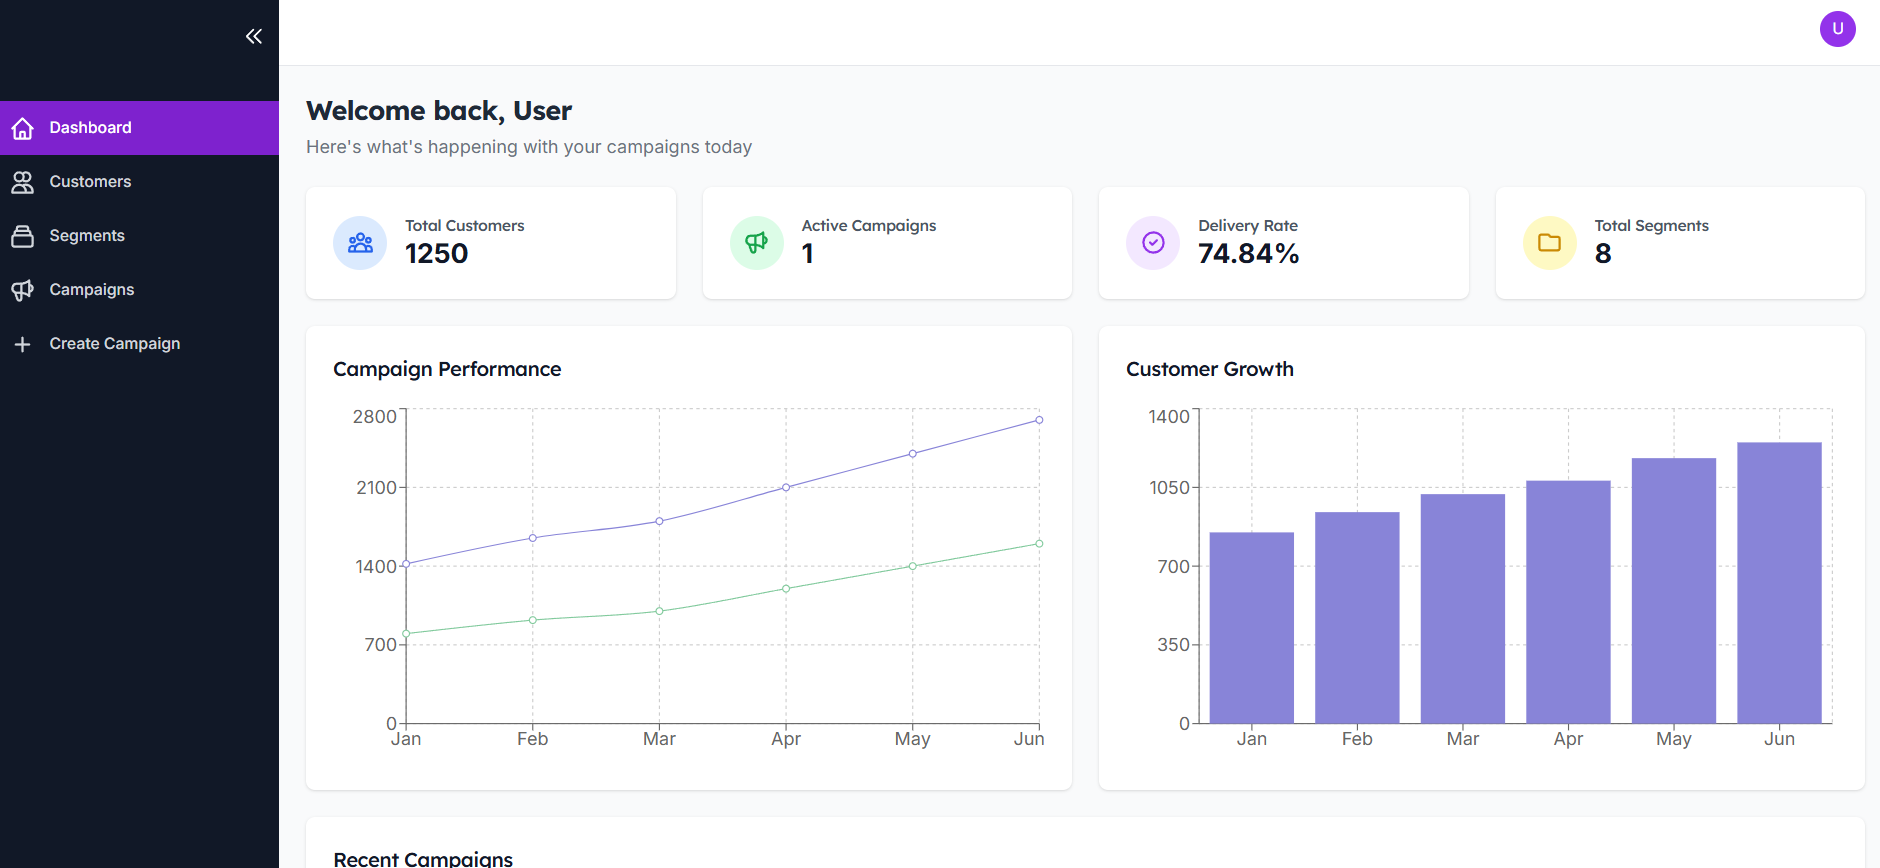 U
Dashboard
Customers
Segments
Campaigns
Create Campaign
Welcome back, User
Here's what's happening with your campaigns today
Total Customers
1250
Active Campaigns
1
Delivery Rate
74.84%
Total Segments
8
Campaign Performance
2800
2100
1400
700
0
Jan Feb Mar Apr May Jun
Customer Growth
1400
1050
700
350
0
Jan Feb Mar Apr May Jun
Recent Campaigns